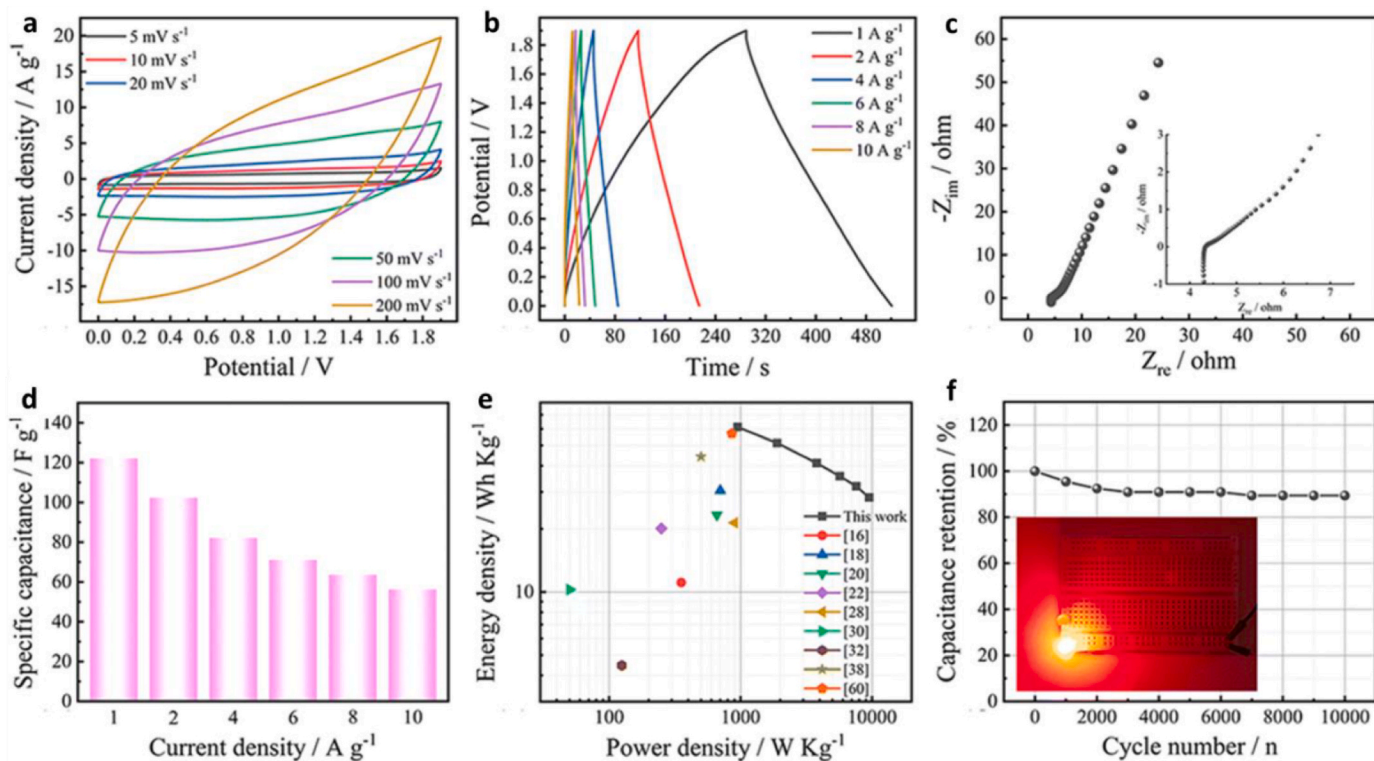 a
20
15
10
5
0
-5
-10
-15
Current density / A g⁻¹
5 mV s⁻¹
10 mV s⁻¹
20 mV s⁻¹
50 mV s⁻¹
100 mV s⁻¹
200 mV s⁻¹
0.0 0.2 0.4 0.6 0.8 1.0 1.2 1.4 1.6 1.8
Potential / V
b
1.8
1.6
1.4
1.2
1.0
0.8
0.6
0.4
0.2
0.0
Potential / V
1 A g⁻¹
2 A g⁻¹
4 A g⁻¹
6 A g⁻¹
8 A g⁻¹
10 A g⁻¹
0 80 160 240 320 400 480
Time / s
c
60
50
40
30
20
10
0
-Zim / ohm
3
2
1
0
-1
-Zim / ohm
4 5 6 7
Zre / ohm
0 10 20 30 40 50 60
Zre / ohm
d
140
120
100
80
60
40
20
0
Specific capacitance / F g⁻¹
1 2 4 6 8 10
Current density / A g⁻¹
e
10
Energy density / Wh Kg⁻¹
This work
[16]
[18]
[20]
[22]
[28]
[30]
[32]
[38]
[60]
100 1000 10000
Power density / W Kg⁻¹
f
120
100
80
60
40
20
0
Capacitance retention / %
0 2000 4000 6000 8000 10000
Cycle number / n